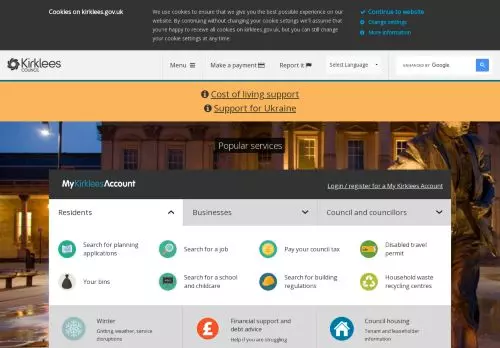 Cookies on kirklees.gov.uk
We use cookies to ensure that we give you the best possible experience on our
website. By continuing without changing your cookie settings we'll assume that
you're happy to receive all cookies on kirklees.gov.uk, but you can still change
your cookie settings at any time.
Continue to website
Change settings
More information
Kirklees
COUNCIL
Menu
Make a payment
Report it
Select Language
ENHANCED BY Google
Cost of living support
Support for Ukraine
Popular services
MyKirkleesAccount
Login / register for a My Kirklees Account
Residents
Businesses
Council and councillors
Search for planning
applications
Search for a job
Pay your council tax
Disabled travel
permit
Your bins
Search for a school
and childcare
Search for building
regulations
Household waste
recycling centres
Winter
Gritting, weather, service
disruptions
Financial support and
debt advice
Help if you are struggling
Council housing
Tenant and leaseholder
information